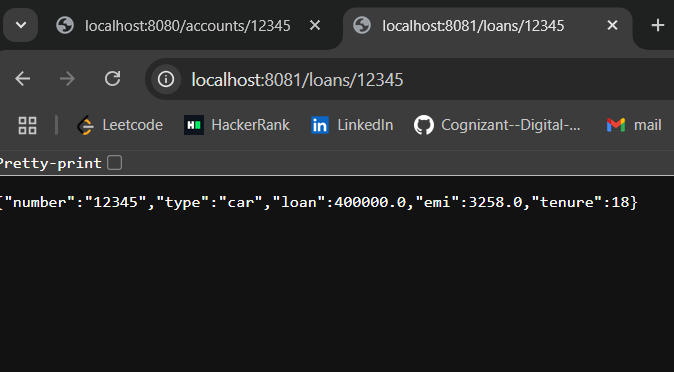 localhost:8080/accounts/12345 localhost:8081/loans/12345
localhost:8081/loans/12345
Leetcode HackerRank LinkedIn Cognizant--Digital-... mail
Pretty-print
{"number":"12345","type":"car","loan":400000.0,"emi":3258.0,"tenure":18}